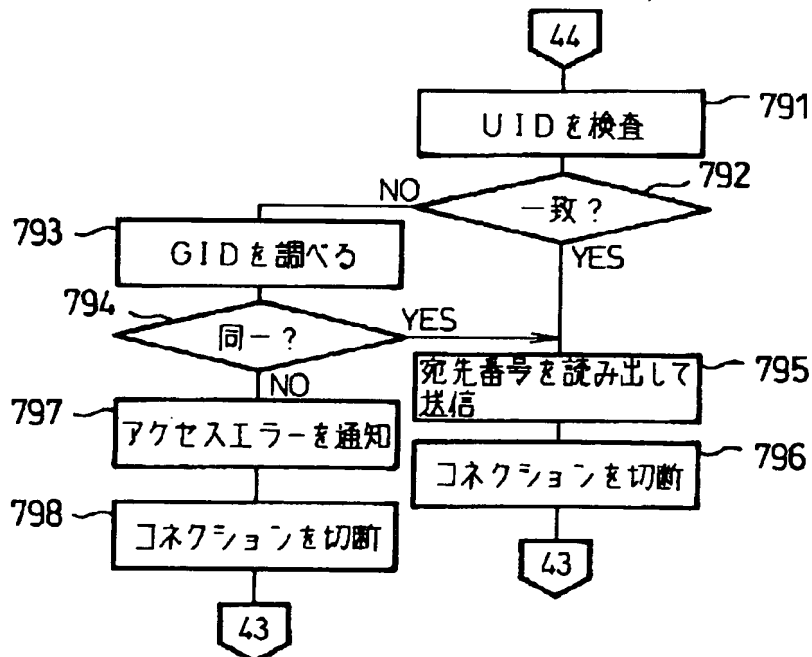 44
UIDを検査
791
一致?
792
NO
YES
793
GIDを調べる
794
同一?
YES
NO
宛先番号を読み出して
送信
795
797
アクセスエラーを通知
コネクションを切断
796
798
コネクションを切断
43
43